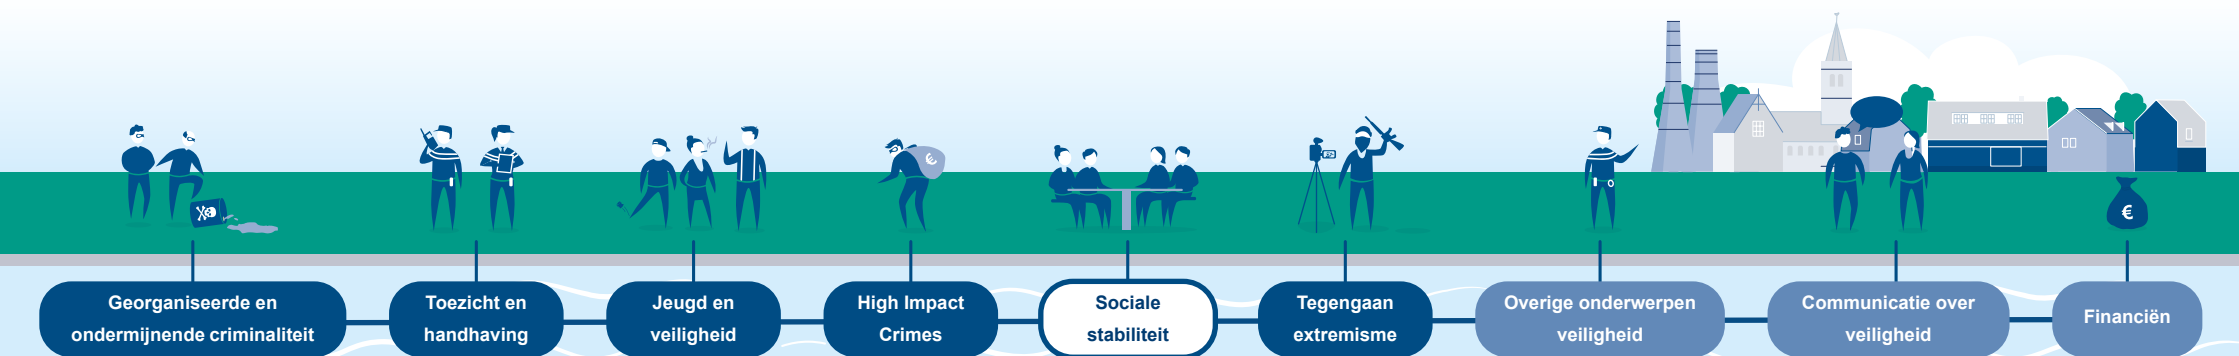 €
€
Georganiseerde en
ondermijnende criminaliteit
Toezicht en
handhaving
Jeugd en
veiligheid
High Impact
Crimes
Sociale
stabiliteit
Tegengaan
extremisme
Overige onderwerpen
veiligheid
Communicatie over
veiligheid
Financiën